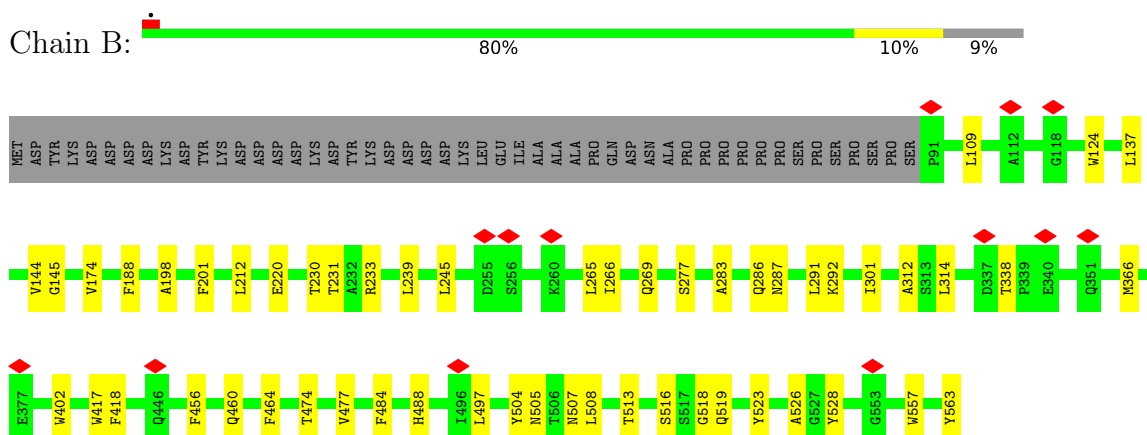 Chain B:
80% 10% 9%
MET ASP TYR LYS ASP ASP ASP ASP LYS ASP TYR LYS ASP ASP ASP ASP LYS ASP TYR LYS ASP ASP ASP ASP LYS LEU GLU ILE ALA ALA ALA PRO GLN ASP ASN ALA PRO PRO PRO PRO PRO PRO SER PRO SER PRO SER PRO SER P91 L109 A112 G118 W124 L137
V144 G145 V174 F188 A198 F201 L212 E220 T230 T231 A232 R233 L239 L245 D255 S256 K260 L265 I266 Q269 S277 A283 Q286 N287 L291 K292 I301 A312 S313 L314 D337 T338 P339 E340 Q351 M366
E377 W402 W417 F418 Q446 F456 Q460 F464 T474 V477 F484 H488 I496 L497 Y504 N505 T506 N507 L508 T513 S516 S517 G518 Q519 Y523 A526 G527 Y528 G553 W557 Y563